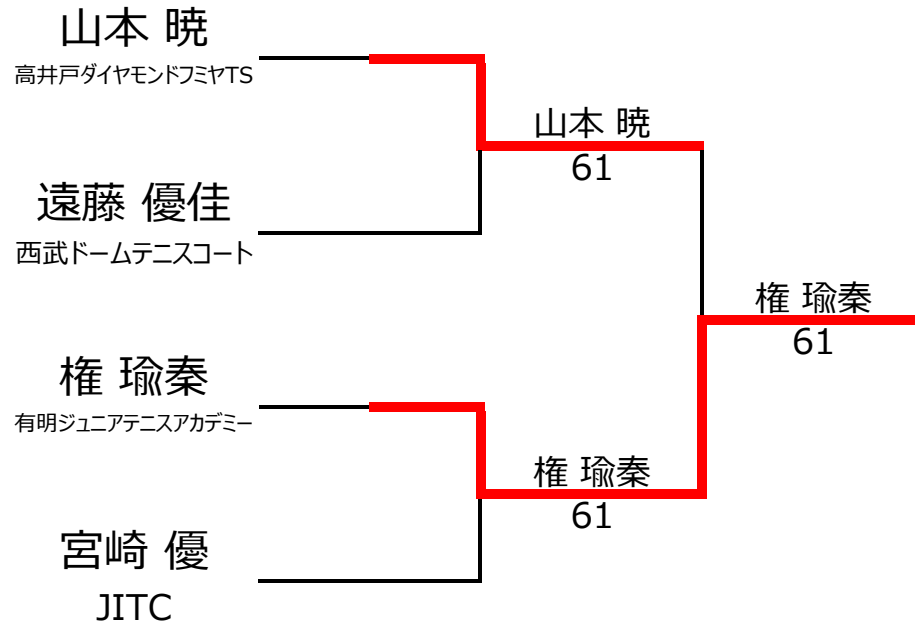 山本 暁
高井戸ダイヤモンドフミヤTS
山本 暁
61
遠藤 優佳
西武ドームテニスコート
権 瑜秦
61
権 瑜秦
有明ジュニアテニスアカデミー
権 瑜秦
61
宮崎 優
JITC